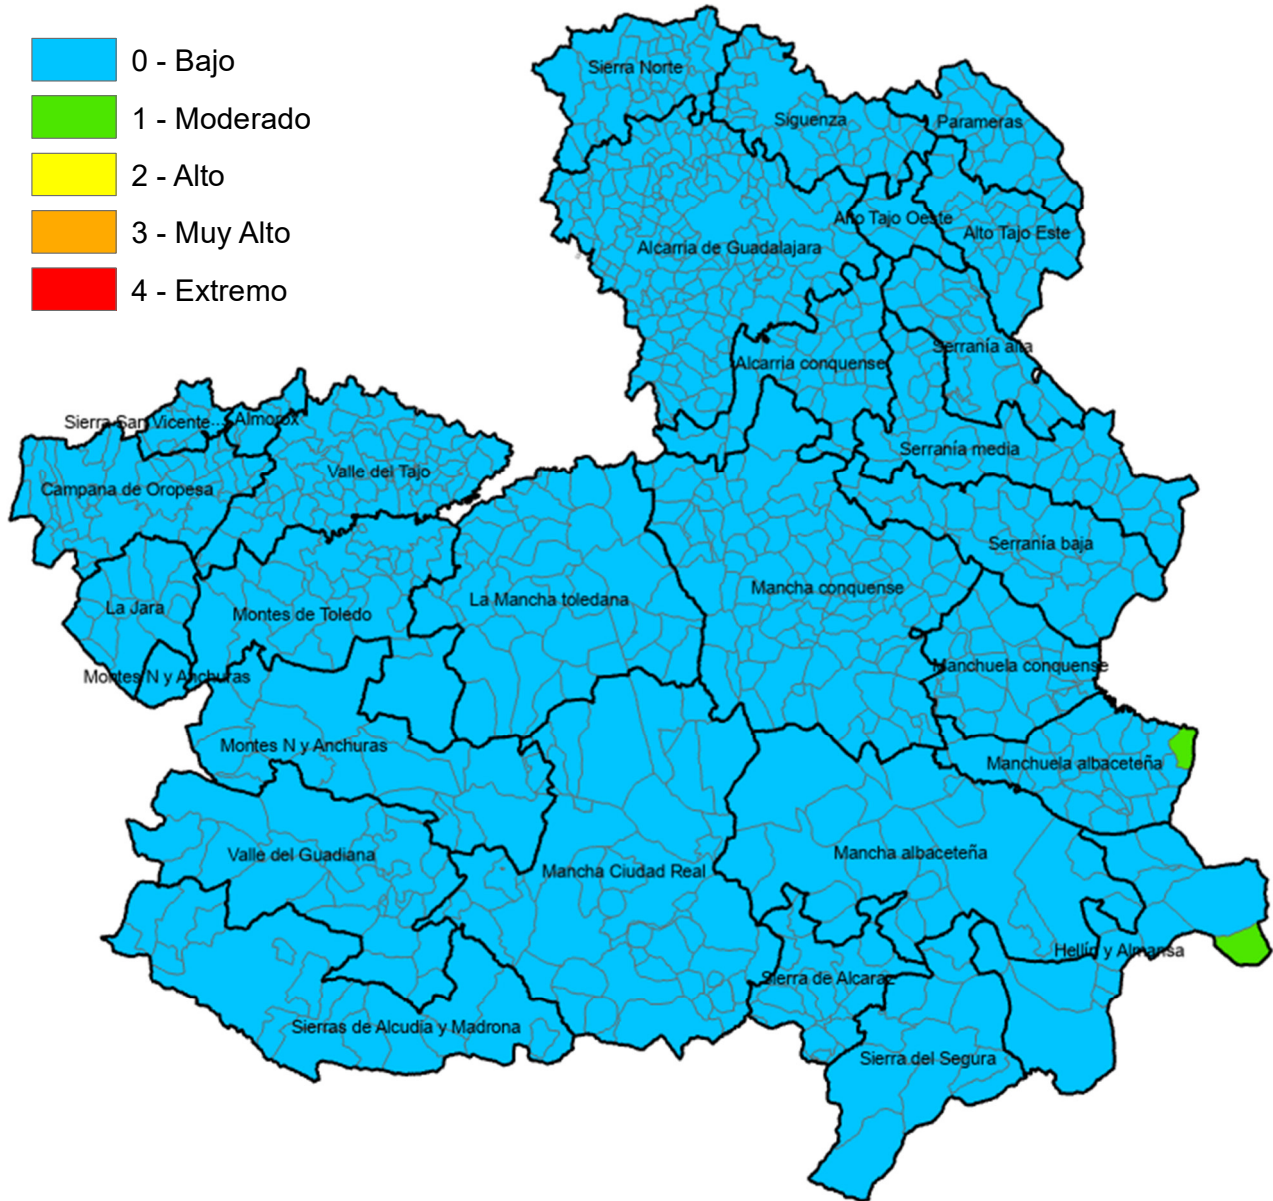 0 - Bajo
1 - Moderado
2 - Alto
3 - Muy Alto
4 - Extremo
Sierra Norte
Siguenza
Parameras
Alto Tajo Oeste
Alto Tajo Este
Alcarria de Guadalajara
Serranía alta
Alcarria conquense
Sierra San Vicente...
Almorox
Serranía media
Valle del Tajo
Campana de Oropesa
Serranía baja
Mancha conquense
La Mancha toledana
La Jara
Montes de Toledo
Manchuela conquense
Montes N y Anchuras
Montes N y Anchuras
Manchuela albaceteña
Mancha albaceteña
Valle del Guadiana
Mancha Ciudad Real
Hellín y Almansa
Sierra de Alcaraz
Sierras de Alcudia y Madrona
Sierra del Segura